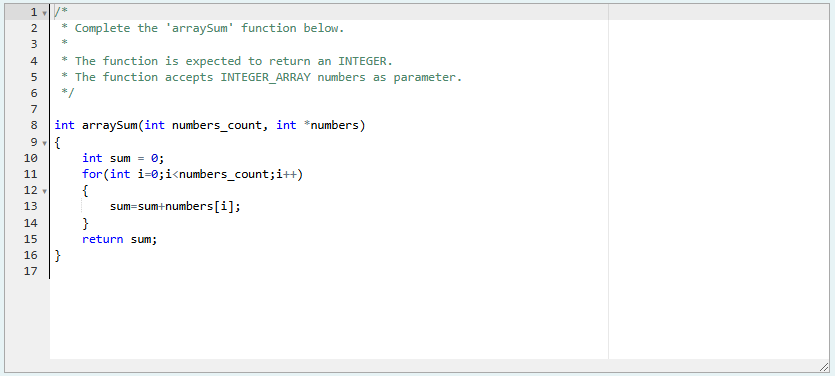 1 /*
2  * Complete the 'arraySum' function below.
3  *
4  * The function is expected to return an INTEGER.
5  * The function accepts INTEGER_ARRAY numbers as parameter.
6  */
7
8 int arraySum(int numbers_count, int *numbers)
9 {
10     int sum = 0;
11     for(int i=0;i<numbers_count;i++)
12     {
13         sum=sum+numbers[i];
14     }
15     return sum;
16 }
17